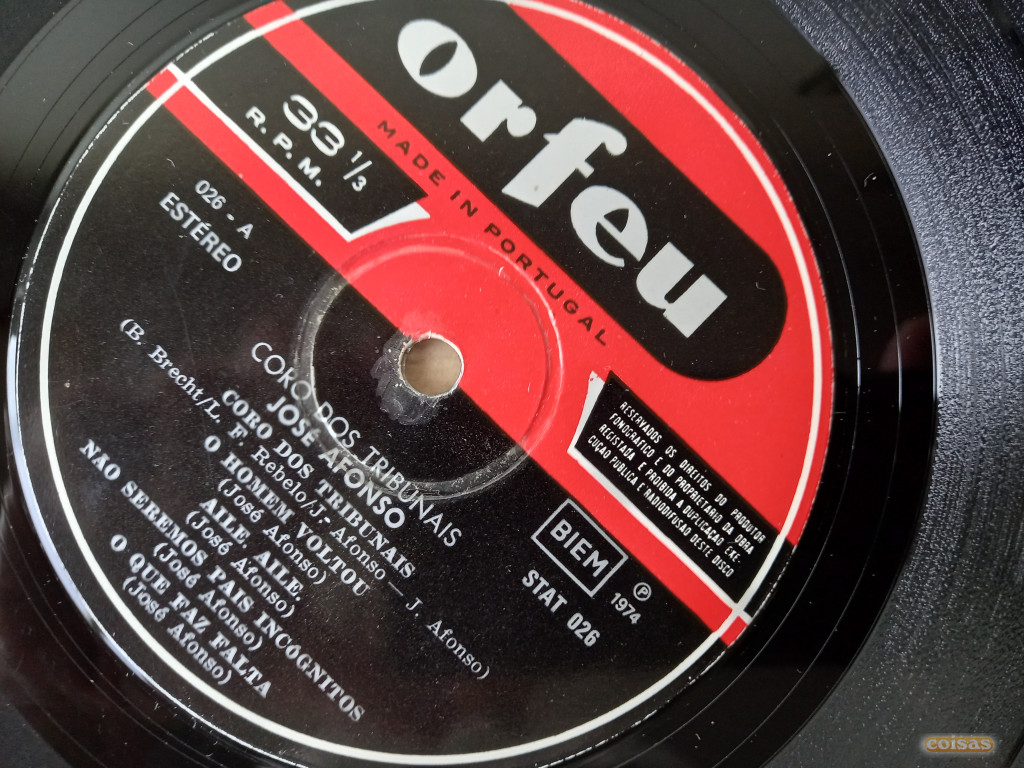 orfeu
33 1/3
R. P. M.
MADE IN PORTUGAL
026 - A
ESTÉREO
RESERVADOS OS DIREITOS DO PRODUTOR
FONOGRÁFICO E DO PROPRIETÁRIO DA OBRA
REGISTADA. É PROIBIDA A DUPLICAÇÃO, EXE-
CUÇÃO PÚBLICA E RADIODIFUSÃO DESTE DISCO
BIEM
Ⓟ
1974
STAT 026
CORO DOS TRIBUNAIS
JOSÉ AFONSO
CORO DOS TRIBUNAIS
(B. Brecht/L. F. Rebelo/J. Afonso — J. Afonso)
O HOMEM VOLTOU
(José Afonso)
AILE, AILE,
(José Afonso)
NÃO SEREMOS PAIS INCÓGNITOS
(José Afonso)
O QUE FAZ FALTA
(José Afonso)
coisas